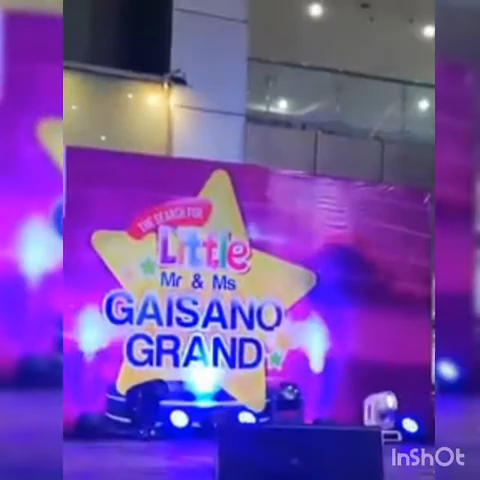 THE SEARCH FOR
Little
Mr & Ms
GAISANO
GRAND
InShOt